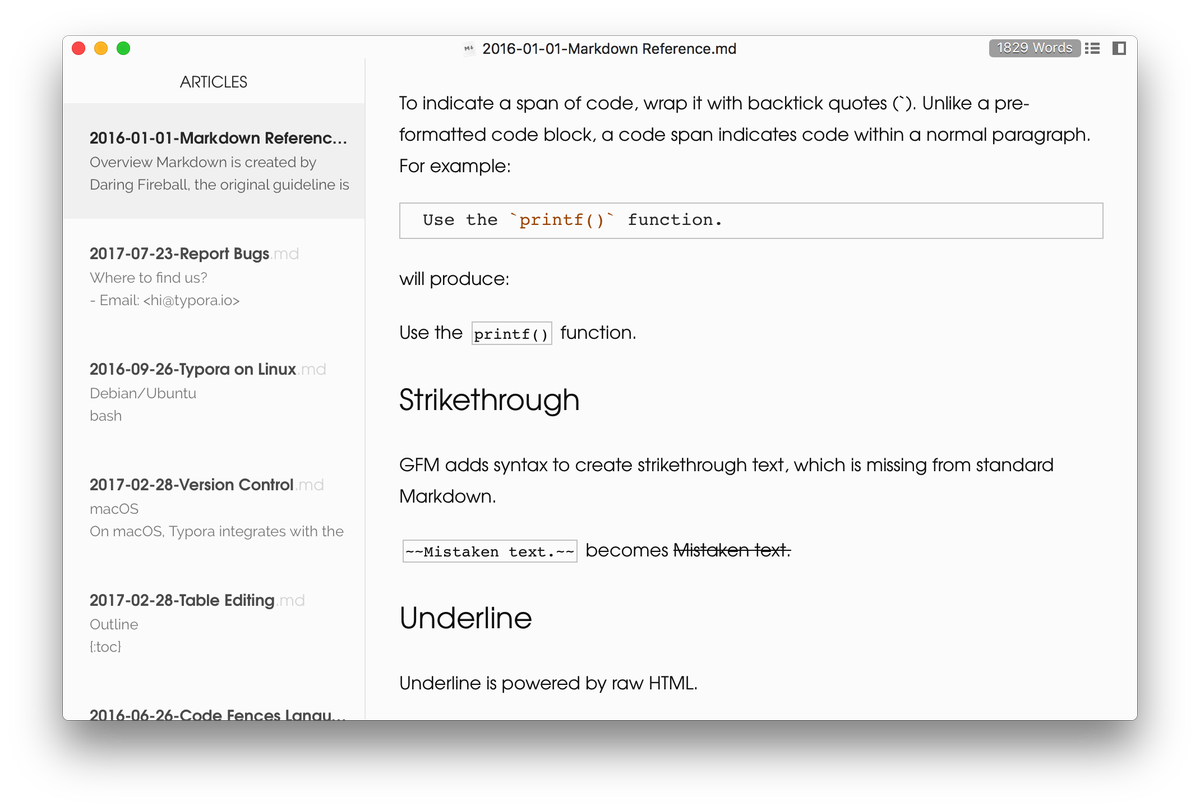 2016-01-01-Markdown Reference.md
1829 Words
ARTICLES
2016-01-01-Markdown Referenc...
Overview Markdown is created by
Daring Fireball, the original guideline is
2017-07-23-Report Bugs.md
Where to find us?
- Email: <hi@typora.io>
2016-09-26-Typora on Linux.md
Debian/Ubuntu
bash
2017-02-28-Version Control.md
macOS
On macOS, Typora integrates with the
2017-02-28-Table Editing.md
Outline
{:toc}
2016-06-26-Code Fences Langu...
To indicate a span of code, wrap it with backtick quotes (`). Unlike a pre-
formatted code block, a code span indicates code within a normal paragraph.
For example:
Use the `printf()` function.
will produce:
Use the printf() function.
Strikethrough
GFM adds syntax to create strikethrough text, which is missing from standard
Markdown.
~~Mistaken text.~~ becomes Mistaken text.
Underline
Underline is powered by raw HTML.